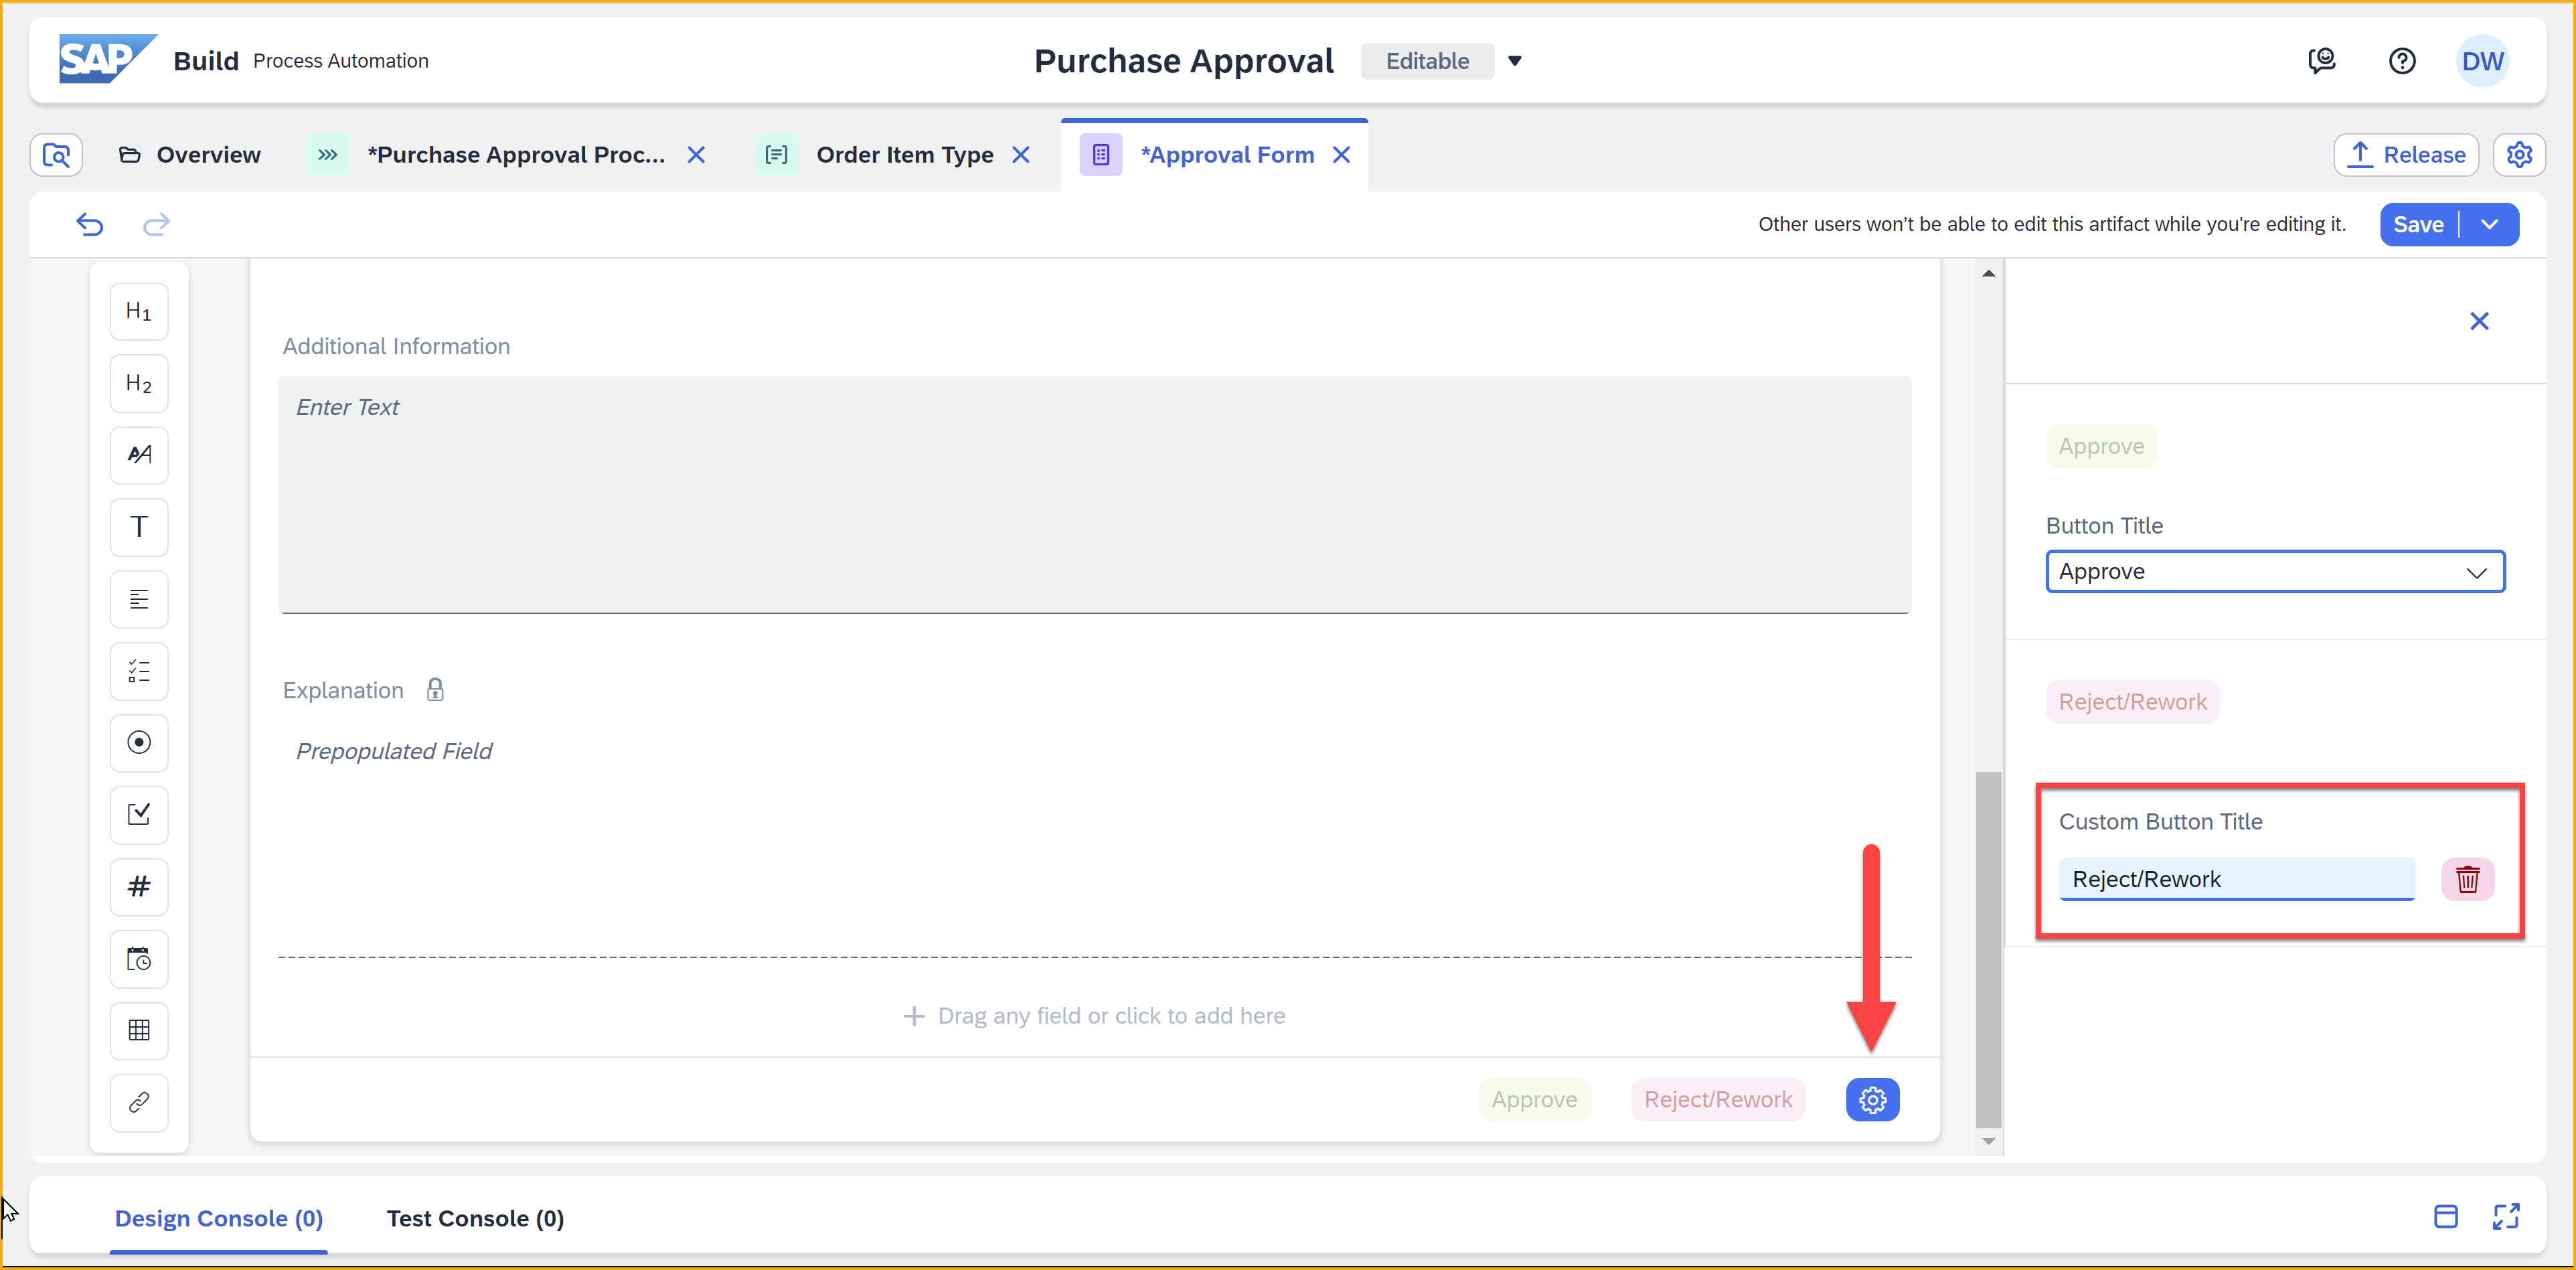 SAP Build Process Automation
Purchase Approval Editable
DW
Overview
*Purchase Approval Proc...
Order Item Type
*Approval Form
Release
Other users won't be able to edit this artifact while you're editing it.
Save
H1
H2
AA
T
#
Additional Information
Enter Text
Explanation
Prepopulated Field
Drag any field or click to add here
Approve Reject/Rework
Approve
Button Title
Approve
Reject/Rework
Custom Button Title
Reject/Rework
Design Console (0) Test Console (0)